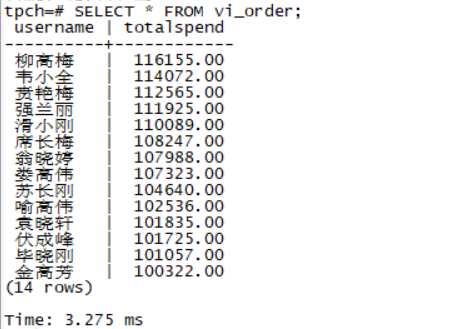 tpch=# SELECT * FROM vi_order;
 username | totalspend
----------+------------
 柳高梅   |  116155.00
 韦小全   |  114072.00
 贲艳梅   |  112565.00
 强兰丽   |  111925.00
 滑小刚   |  110089.00
 席长梅   |  108247.00
 翁晓婷   |  107988.00
 娄高伟   |  107323.00
 苏长刚   |  104640.00
 喻高伟   |  102536.00
 袁晓轩   |  101835.00
 伏成峰   |  101725.00
 毕晓刚   |  101057.00
 金高芳   |  100322.00
(14 rows)
Time: 3.275 ms